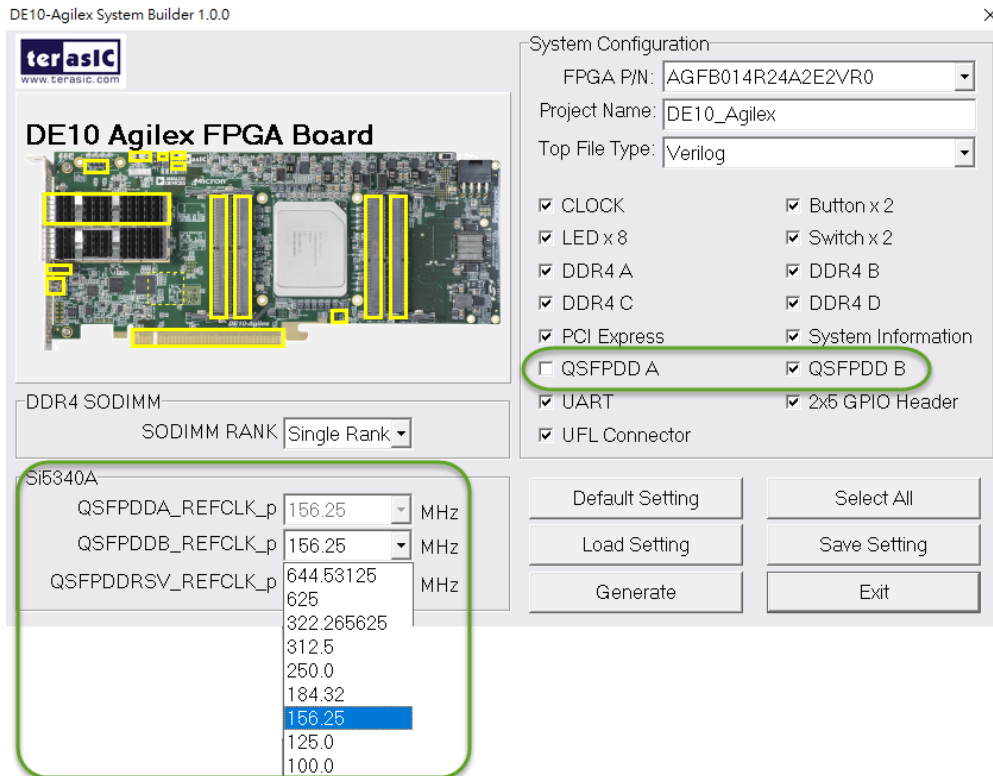 DE10-Agilex System Builder 1.0.0
terasIC
www.terasic.com
DE10 Agilex FPGA Board
DE10-Agilex
DDR4 SODIMM
SODIMM RANK Single Rank
Si5340A
QSFPDDA_REFCLK_p 156.25 MHz
QSFPDDB_REFCLK_p 156.25 MHz
QSFPDDRSV_REFCLK_p MHz
644.53125
625
322.265625
312.5
250.0
184.32
156.25
125.0
100.0
System Configuration
FPGA P/N: AGFB014R24A2E2VR0
Project Name: DE10_Agilex
Top File Type: Verilog
CLOCK Button x 2
LED x 8 Switch x 2
DDR4 A DDR4 B
DDR4 C DDR4 D
PCI Express System Information
QSFPDD A QSFPDD B
UART 2x5 GPIO Header
UFL Connector
Default Setting Select All
Load Setting Save Setting
Generate Exit